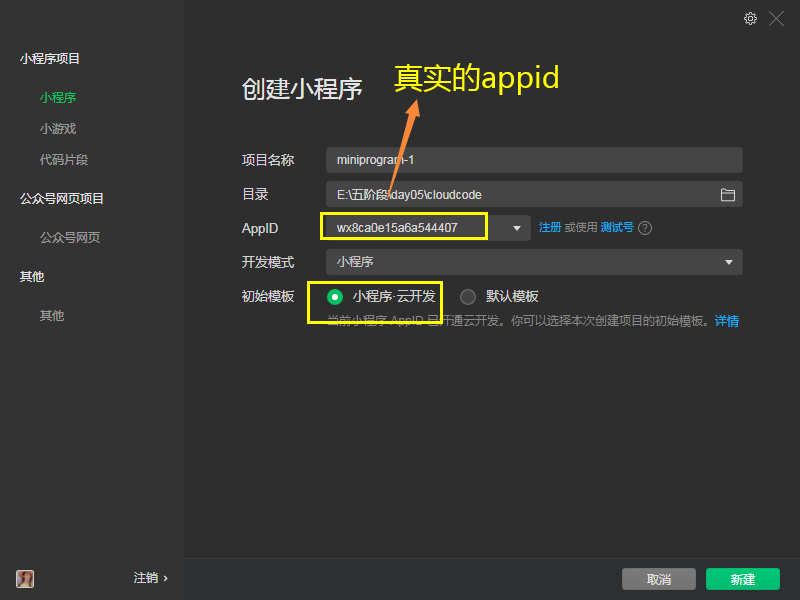 小程序项目
小程序
小游戏
代码片段
公众号网页项目
公众号网页
其他
其他
注销 ›
创建小程序
真实的appid
项目名称 miniprogram-1
目录 E:\五阶段\day05\cloudcode
AppID wx8ca0e15a6a544407 注册 或使用 测试号 ?
开发模式 小程序
初始模板 小程序·云开发 默认模板
当前小程序 AppID 已开通云开发。你可以选择本次创建项目的初始模板。详情
取消 新建